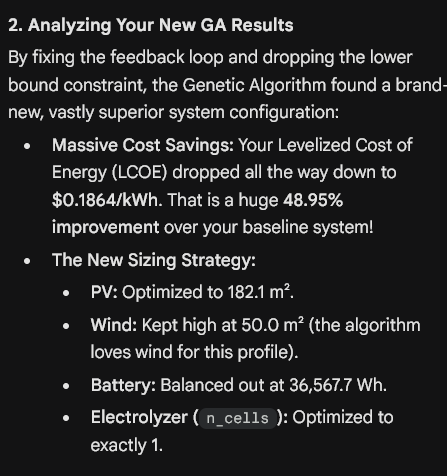 2. Analyzing Your New GA Results
By fixing the feedback loop and dropping the lower
bound constraint, the Genetic Algorithm found a brand-
new, vastly superior system configuration:
• Massive Cost Savings: Your Levelized Cost of
Energy (LCOE) dropped all the way down to
$0.1864/kWh. That is a huge 48.95%
improvement over your baseline system!
• The New Sizing Strategy:
• PV: Optimized to 182.1 m².
• Wind: Kept high at 50.0 m² (the algorithm
loves wind for this profile).
• Battery: Balanced out at 36,567.7 Wh.
• Electrolyzer ( n_cells ): Optimized to
exactly 1.